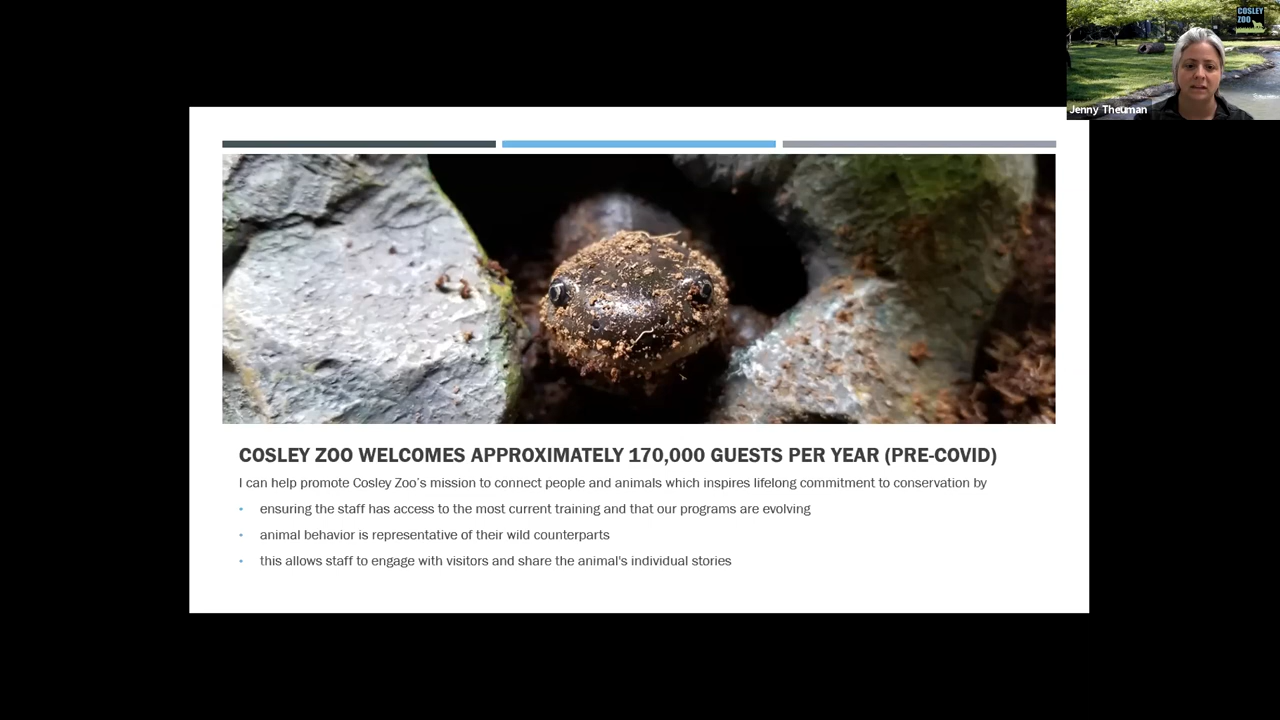 COSLEY
ZOO
Jenny Theuman
COSLEY ZOO WELCOMES APPROXIMATELY 170,000 GUESTS PER YEAR (PRE-COVID)
I can help promote Cosley Zoo's mission to connect people and animals which inspires lifelong commitment to conservation by
• ensuring the staff has access to the most current training and that our programs are evolving
• animal behavior is representative of their wild counterparts
• this allows staff to engage with visitors and share the animal's individual stories